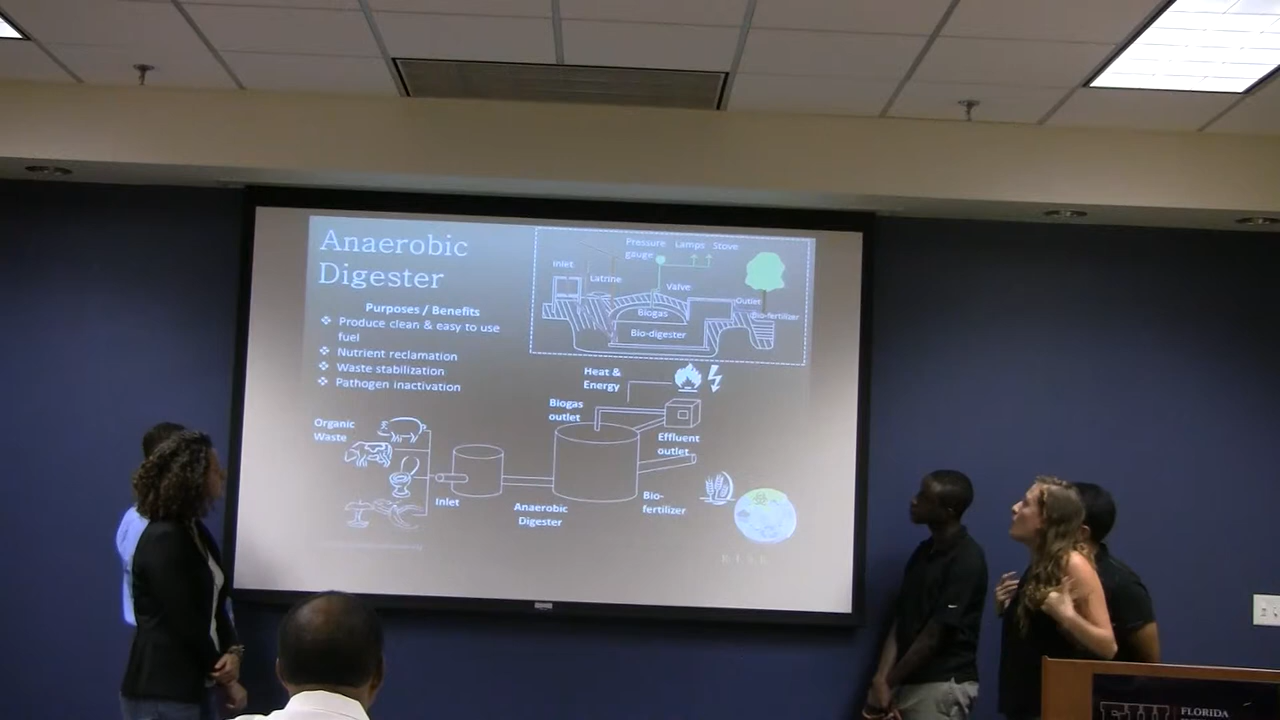 Anaerobic
Digester
Purposes / Benefits
Produce clean & easy to use
fuel
Nutrient reclamation
Waste stabilization
Pathogen inactivation
Pressure
gauge
Lamps
Stove
Inlet
Latrine
Valve
Biogas
Outlet
Bio-fertilizer
Bio-digester
Heat &
Energy
Biogas
outlet
Organic
Waste
Effluent
outlet
Inlet
Anaerobic
Digester
Bio-
fertilizer
FIU FLORIDA